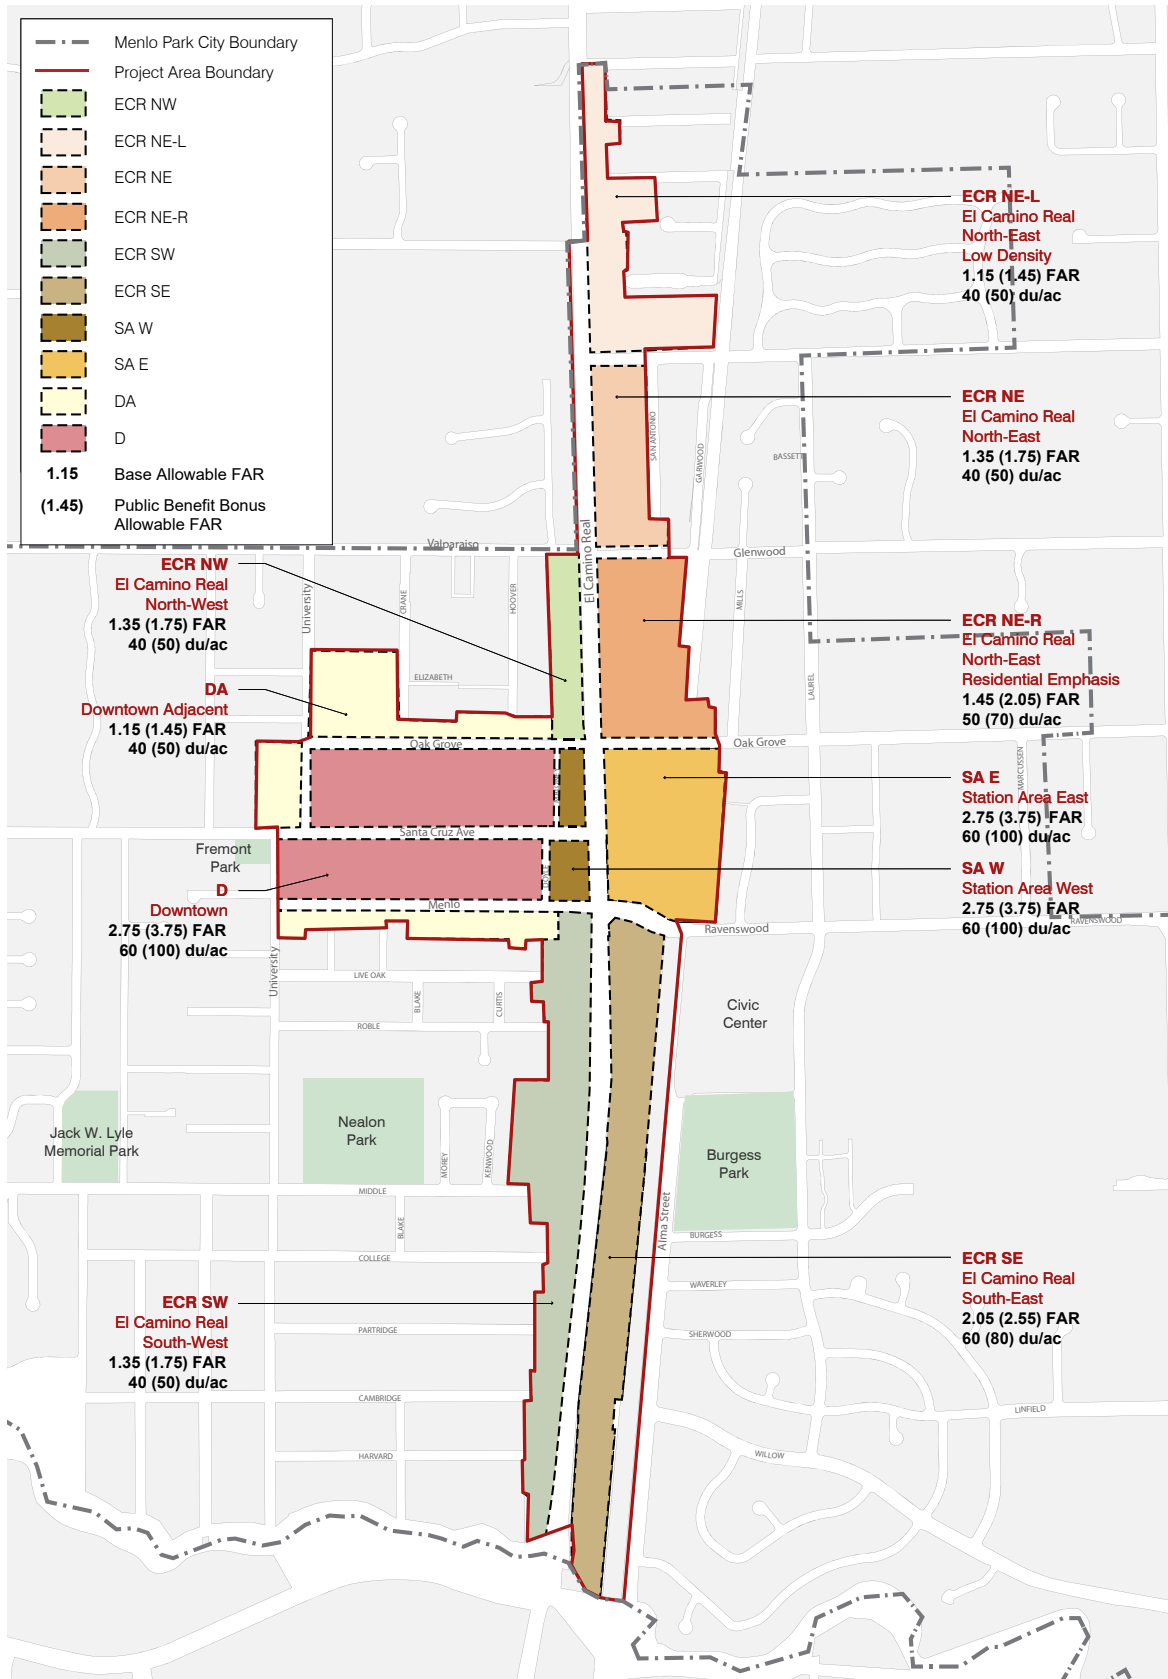 Menlo Park City Boundary
Project Area Boundary
ECR NW
ECR NE-L
ECR NE
ECR NE-R
ECR SW
ECR SE
SA W
SA E
DA
D
1.15 Base Allowable FAR
(1.45) Public Benefit Bonus
Allowable FAR
ECR NE-L
El Camino Real
North-East
Low Density
1.15 (1.45) FAR
40 (50) du/ac
ECR NE
El Camino Real
North-East
1.35 (1.75) FAR
40 (50) du/ac
SAN ANTONIO
GARWOOD
BASSETT
El Camino Real
Valparaiso
Glenwood
ECR NW
El Camino Real
North-West
1.35 (1.75) FAR
40 (50) du/ac
University
CRANE
HOOVER
MILLS
ELIZABETH
LAUREL
ECR NE-R
El Camino Real
North-East
Residential Emphasis
1.45 (2.05) FAR
50 (70) du/ac
DA
Downtown Adjacent
1.15 (1.45) FAR
40 (50) du/ac
Oak Grove
Oak Grove
MARCUSSEN
SA E
Station Area East
2.75 (3.75) FAR
60 (100) du/ac
Santa Cruz Ave
Fremont
Park
SA W
Station Area West
2.75 (3.75) FAR
60 (100) du/ac
D
Downtown
2.75 (3.75) FAR
60 (100) du/ac
Menlo
Ravenswood
RAVENSWOOD
University
LIVE OAK
BLAKE
CURTIS
ROBLE
Civic
Center
Nealon
Park
Jack W. Lyle
Memorial Park
MOREY
KENWOOD
Burgess
Park
MIDDLE
BLAKE
Alma Street
BURGESS
COLLEGE
WAVERLEY
ECR SE
El Camino Real
South-East
2.05 (2.55) FAR
60 (80) du/ac
ECR SW
El Camino Real
South-West
1.35 (1.75) FAR
40 (50) du/ac
PARTRIDGE
SHERWOOD
CAMBRIDGE
LINFIELD
HARVARD
WILLOW